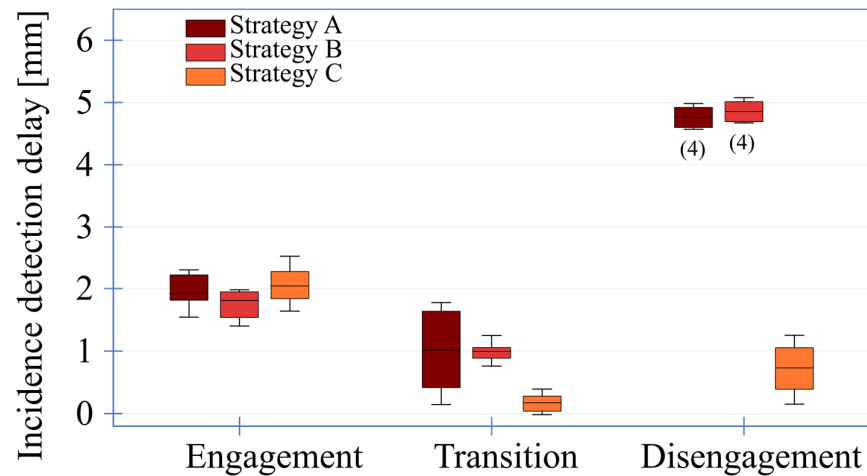 Incidence detection delay [mm]
6
5
4
3
2
1
0
Strategy A
Strategy B
Strategy C
(4)
(4)
Engagement
Transition
Disengagement